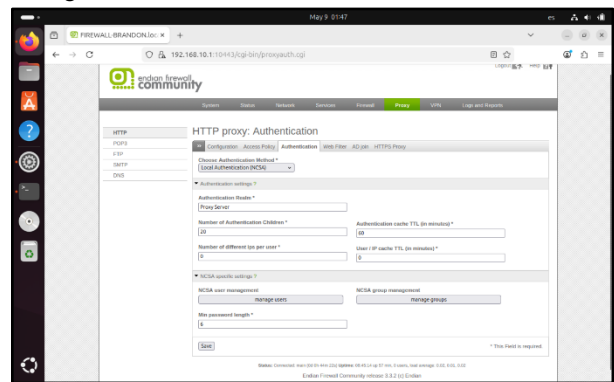 May 9 01:47
es
FIREWALL-BRANDON.loc
192.168.10.1:10443/cgi-bin/proxyauth.cgi
Logout Help
endian firewall
community
System Status Network Services Firewall Proxy VPN Logs and Reports
HTTP
POP3
FTP
SMTP
DNS
HTTP proxy: Authentication
Configuration Access Policy Authentication Web Filter AD join HTTPS Proxy
Choose Authentication Method *
Local Authentication (NCSA)
Authentication settings ?
Authentication Realm *
Proxy Server
Number of Authentication Children * Authentication cache TTL (in minutes) *
20 60
Number of different ips per user * User / IP cache TTL (in minutes) *
0 0
NCSA specific settings ?
NCSA user management NCSA group management
manage users manage groups
Min password length *
6
Save * This Field is required.
Status: Connected: main
Endian Firewall Community release 3.3.2 (c) Endian